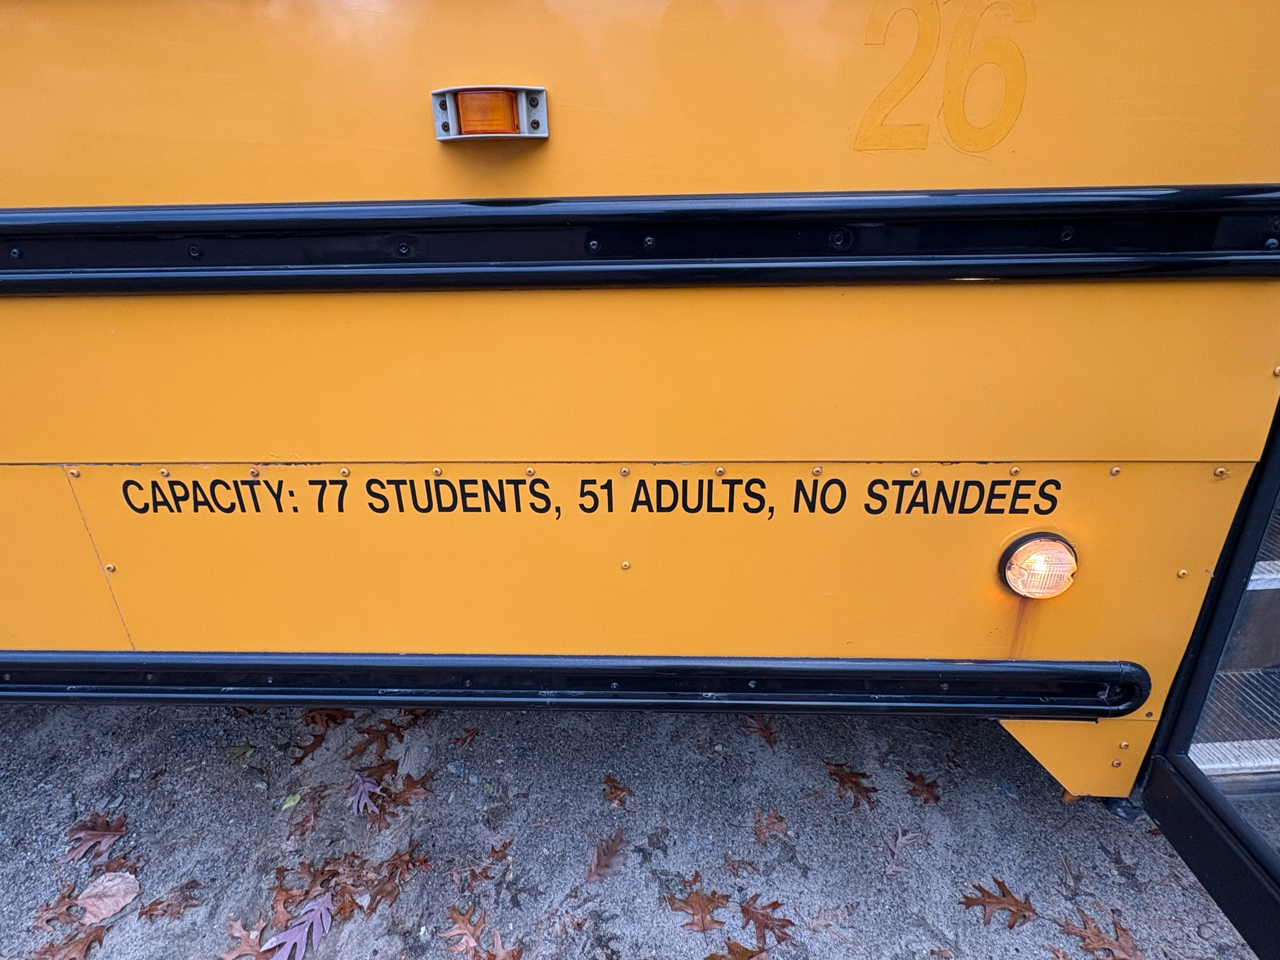 26
CAPACITY: 77 STUDENTS, 51 ADULTS, NO STANDEES